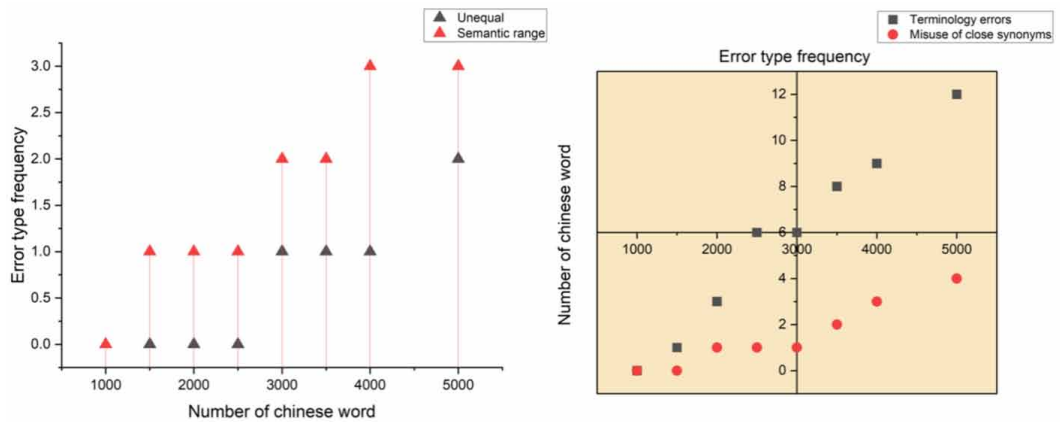 Unequal
Semantic range
Error type frequency
3.0
2.5
2.0
1.5
1.0
0.5
0.0
1000 2000 3000 4000 5000
Number of chinese word
Terminology errors
Misuse of close synonyms
Error type frequency
Number of chinese word
12
10
8
6
1000 2000 3000 4000 5000
4
2
0